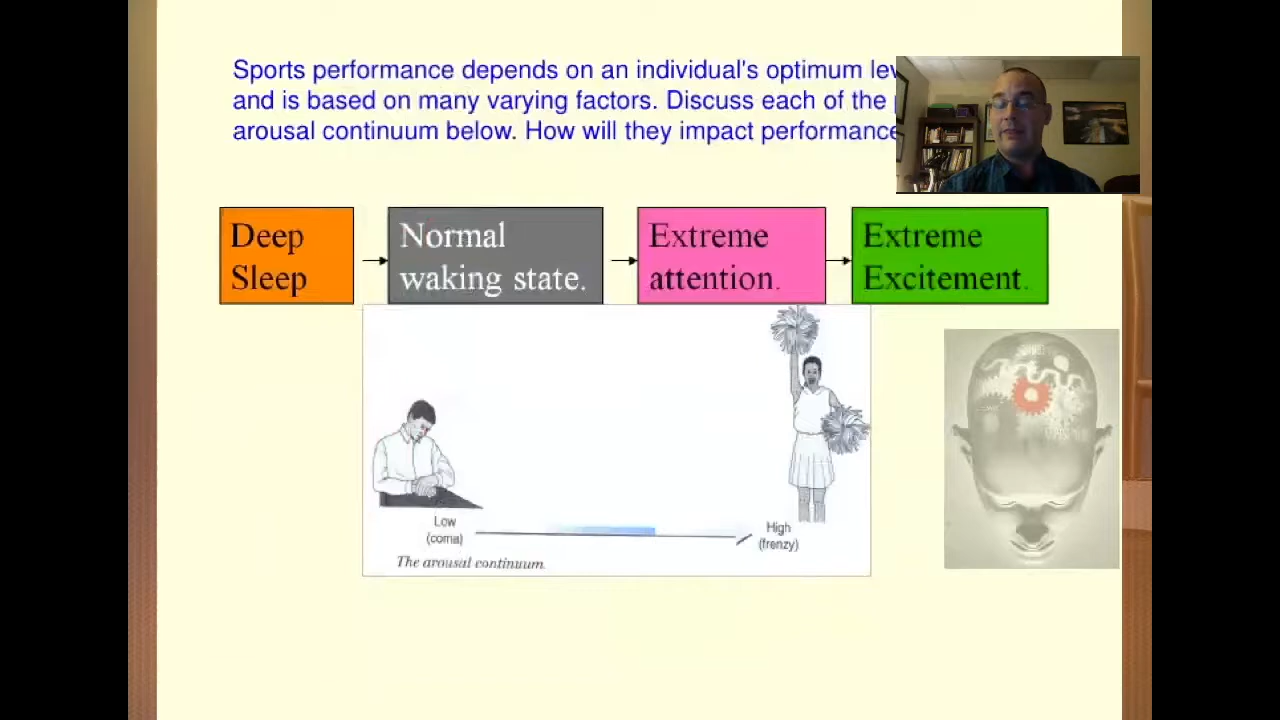 Sports performance depends on an individual's optimum
and is based on many varying factors. Discuss each of the
arousal continuum below. How will they impact performance
Deep
Sleep
Normal
waking state.
Extreme
attention.
Extreme
Excitement.
Low
(coma)
High
(frenzy)
The arousal continuum.